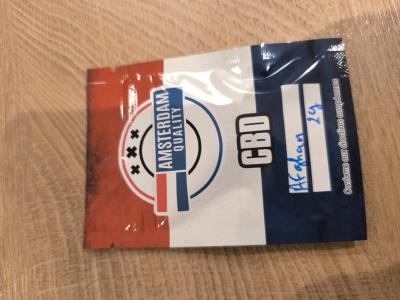 AMSTERDAM
QUALITY
CBD
Afghan
2g
Conforme aux directives européennes